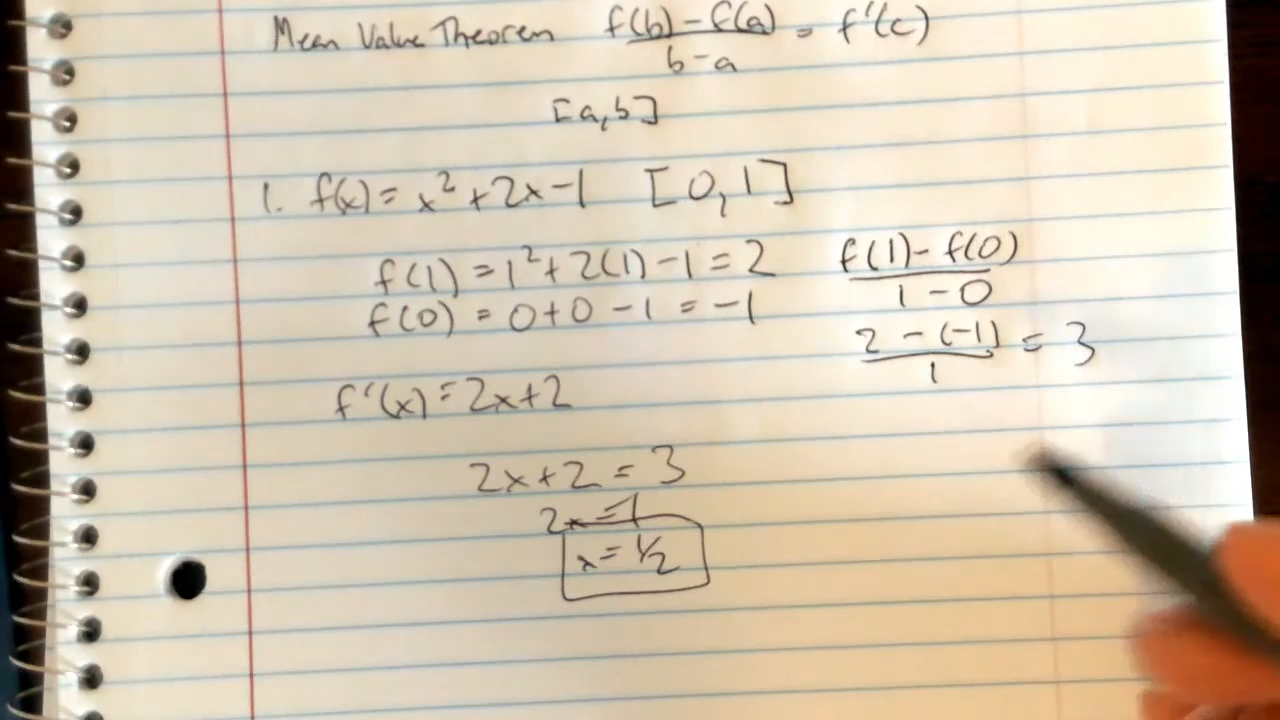 Mean Value Theorem f(b)-f(a)/b-a = f'(c)
[a,b]
1. f(x) = x²+2x-1 [0,1]
f(1) = 1²+2(1)-1 = 2
f(0) = 0+0-1 = -1
f(1)-f(0)/1-0
2-(-1)/1 = 3
f'(x) = 2x+2
2x+2 = 3
2x = 1
x = 1/2